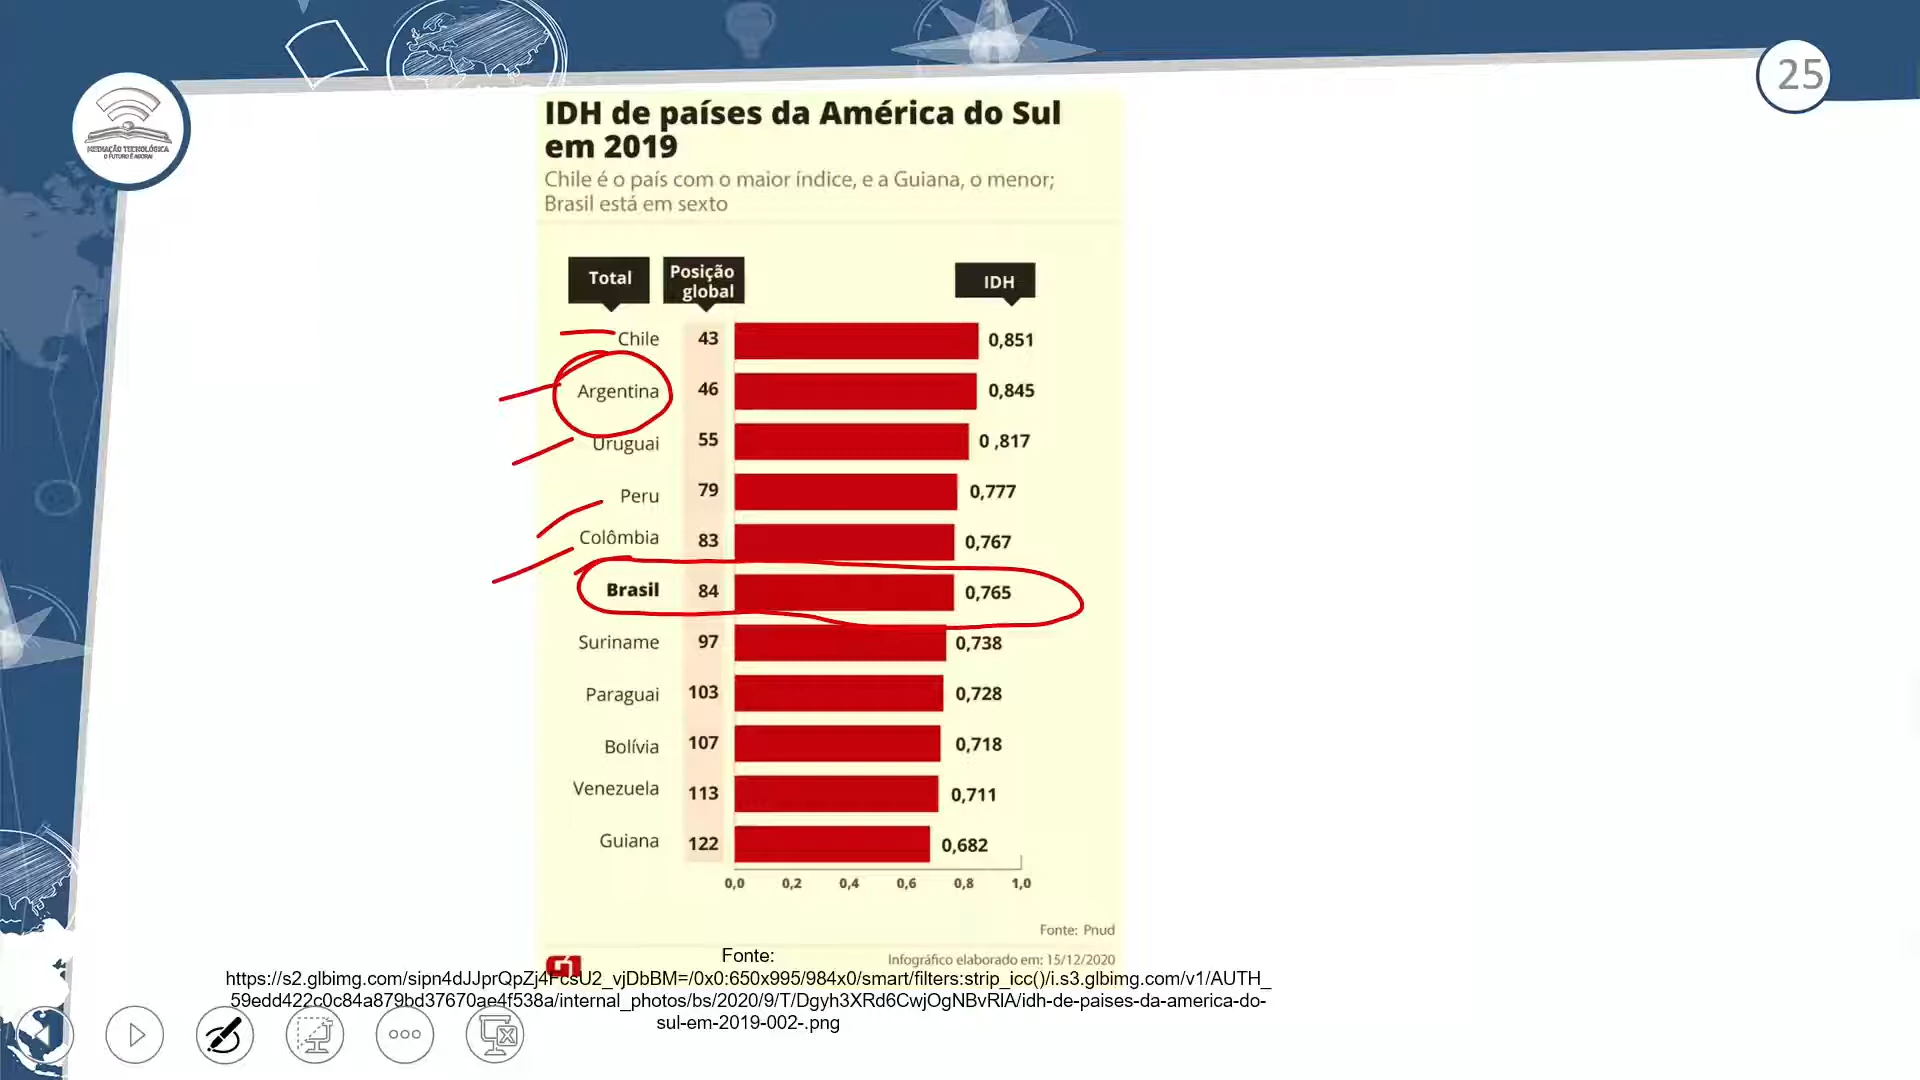 25
MEDIAÇÃO TECNOLÓGICA
O FUTURO É AGORA!
IDH de países da América do Sul
em 2019
Chile é o país com o maior índice, e a Guiana, o menor;
Brasil está em sexto
Total Posição global IDH
Chile 43 0,851
Argentina 46 0,845
Uruguai 55 0 ,817
Peru 79 0,777
Colômbia 83 0,767
Brasil 84 0,765
Suriname 97 0,738
Paraguai 103 0,728
Bolívia 107 0,718
Venezuela 113 0,711
Guiana 122 0,682
0,0 0,2 0,4 0,6 0,8 1,0
Fonte: Pnud
Infográfico elaborado em: 15/12/2020
Fonte:
https://s2.glbimg.com/sipn4dJJprQpZj4FcsU2_vjDbBM=/0x0:650x995/984x0/smart/filters:strip_icc()/i.s3.glbimg.com/v1/AUTH_
59edd422c0c84a879bd37670ae4f538a/internal_photos/bs/2020/9/T/Dgyh3XRd6CwjOgNBvRlA/idh-de-paises-da-america-do-
sul-em-2019-002-.png